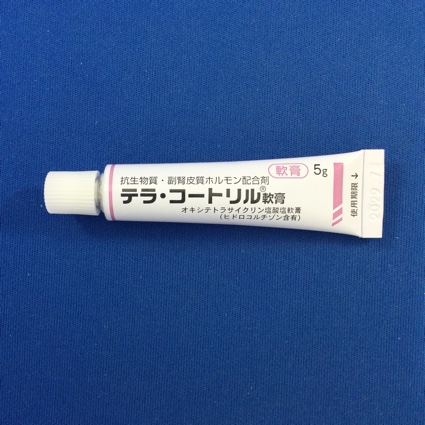 抗生物質・副腎皮質ホルモン配合剤
軟膏 5g
テラ・コートリル®軟膏
オキシテトラサイクリン塩酸塩軟膏
(ヒドロコルチゾン含有)
使用期限→